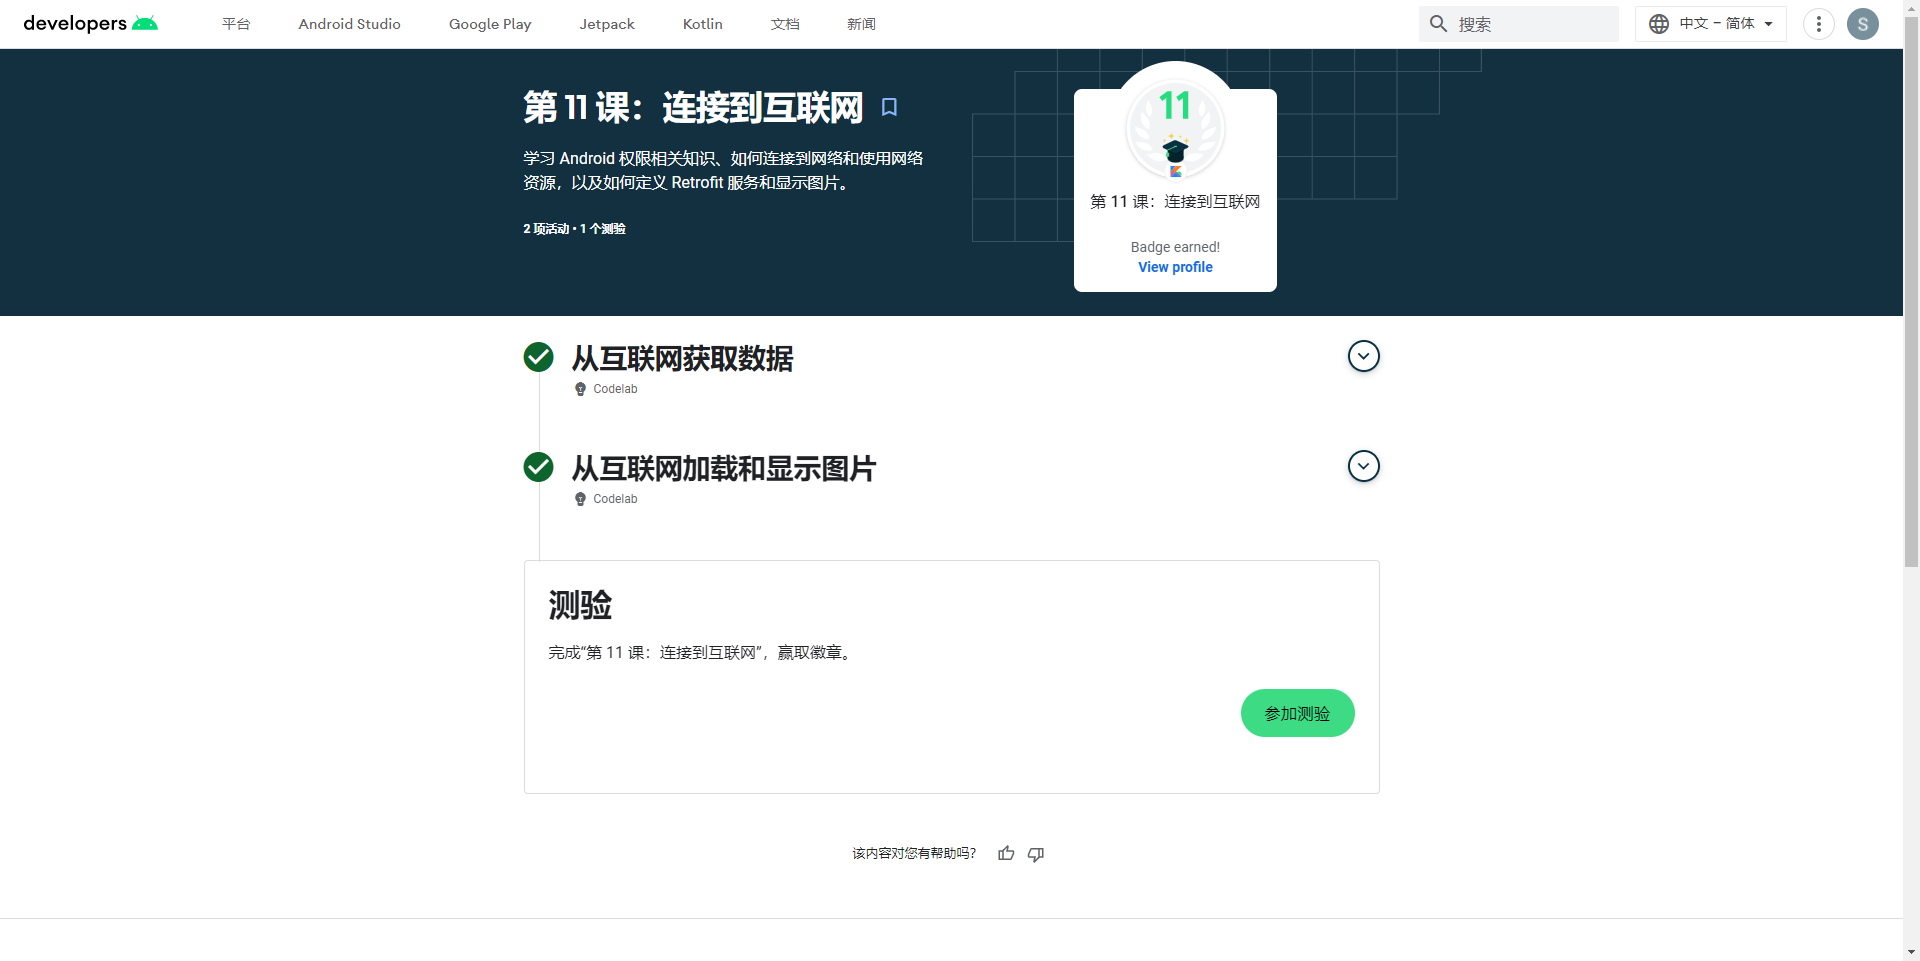 developers
平台
Android Studio
Google Play
Jetpack
Kotlin
文档
新闻
搜索
中文 – 简体
S
第 11 课：连接到互联网
学习 Android 权限相关知识、如何连接到网络和使用网络
资源，以及如何定义 Retrofit 服务和显示图片。
2 项活动 • 1 个测验
11
第 11 课：连接到互联网
Badge earned!
View profile
从互联网获取数据
Codelab
从互联网加载和显示图片
Codelab
测验
完成“第 11 课：连接到互联网”，赢取徽章。
参加测验
该内容对您有帮助吗？